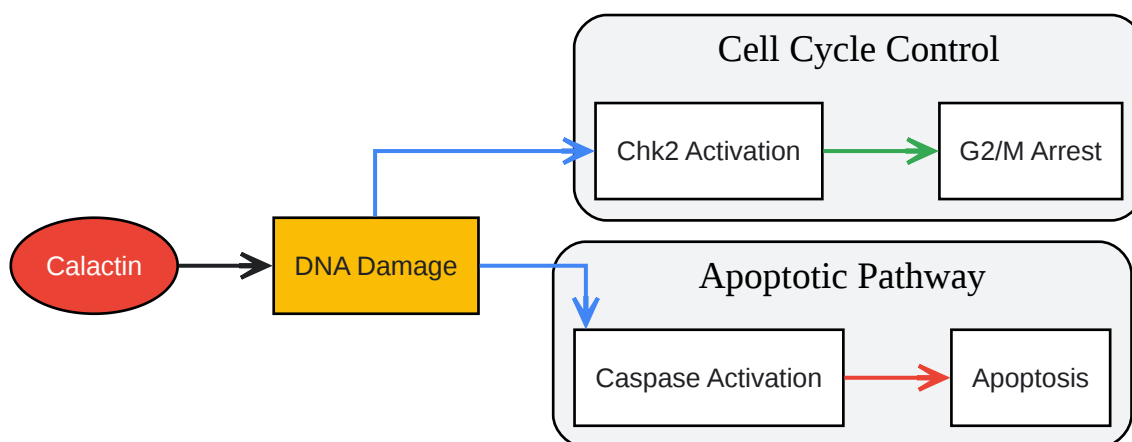 Cell Cycle Control
Chk2 Activation
G2/M Arrest
Calactin
DNA Damage
Apoptotic Pathway
Caspase Activation
Apoptosis